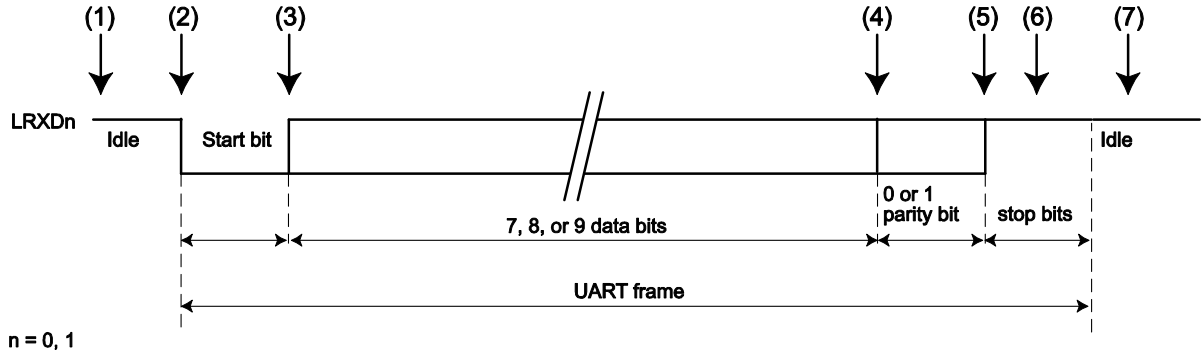 (1) (2) (3) (4) (5) (6) (7)
LRXDn
Idle Start bit Idle
0 or 1
parity bit
7, 8, or 9 data bits
stop bits
UART frame
n = 0, 1